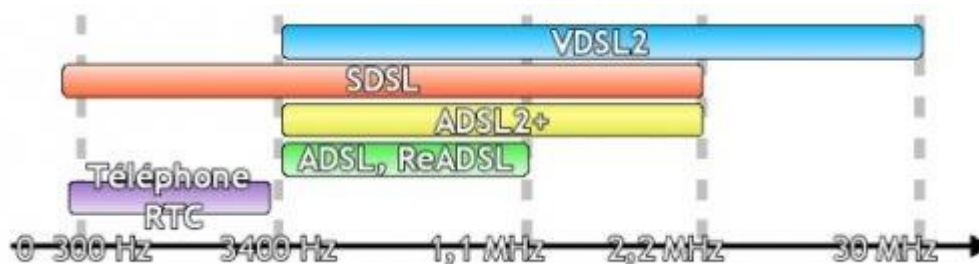 VDSL2
SDSL
ADSL2+
ADSL, ReADSL
Téléphone
RTC
0 300 Hz 3400 Hz 1,1 MHz 2,2 MHz 30 MHz